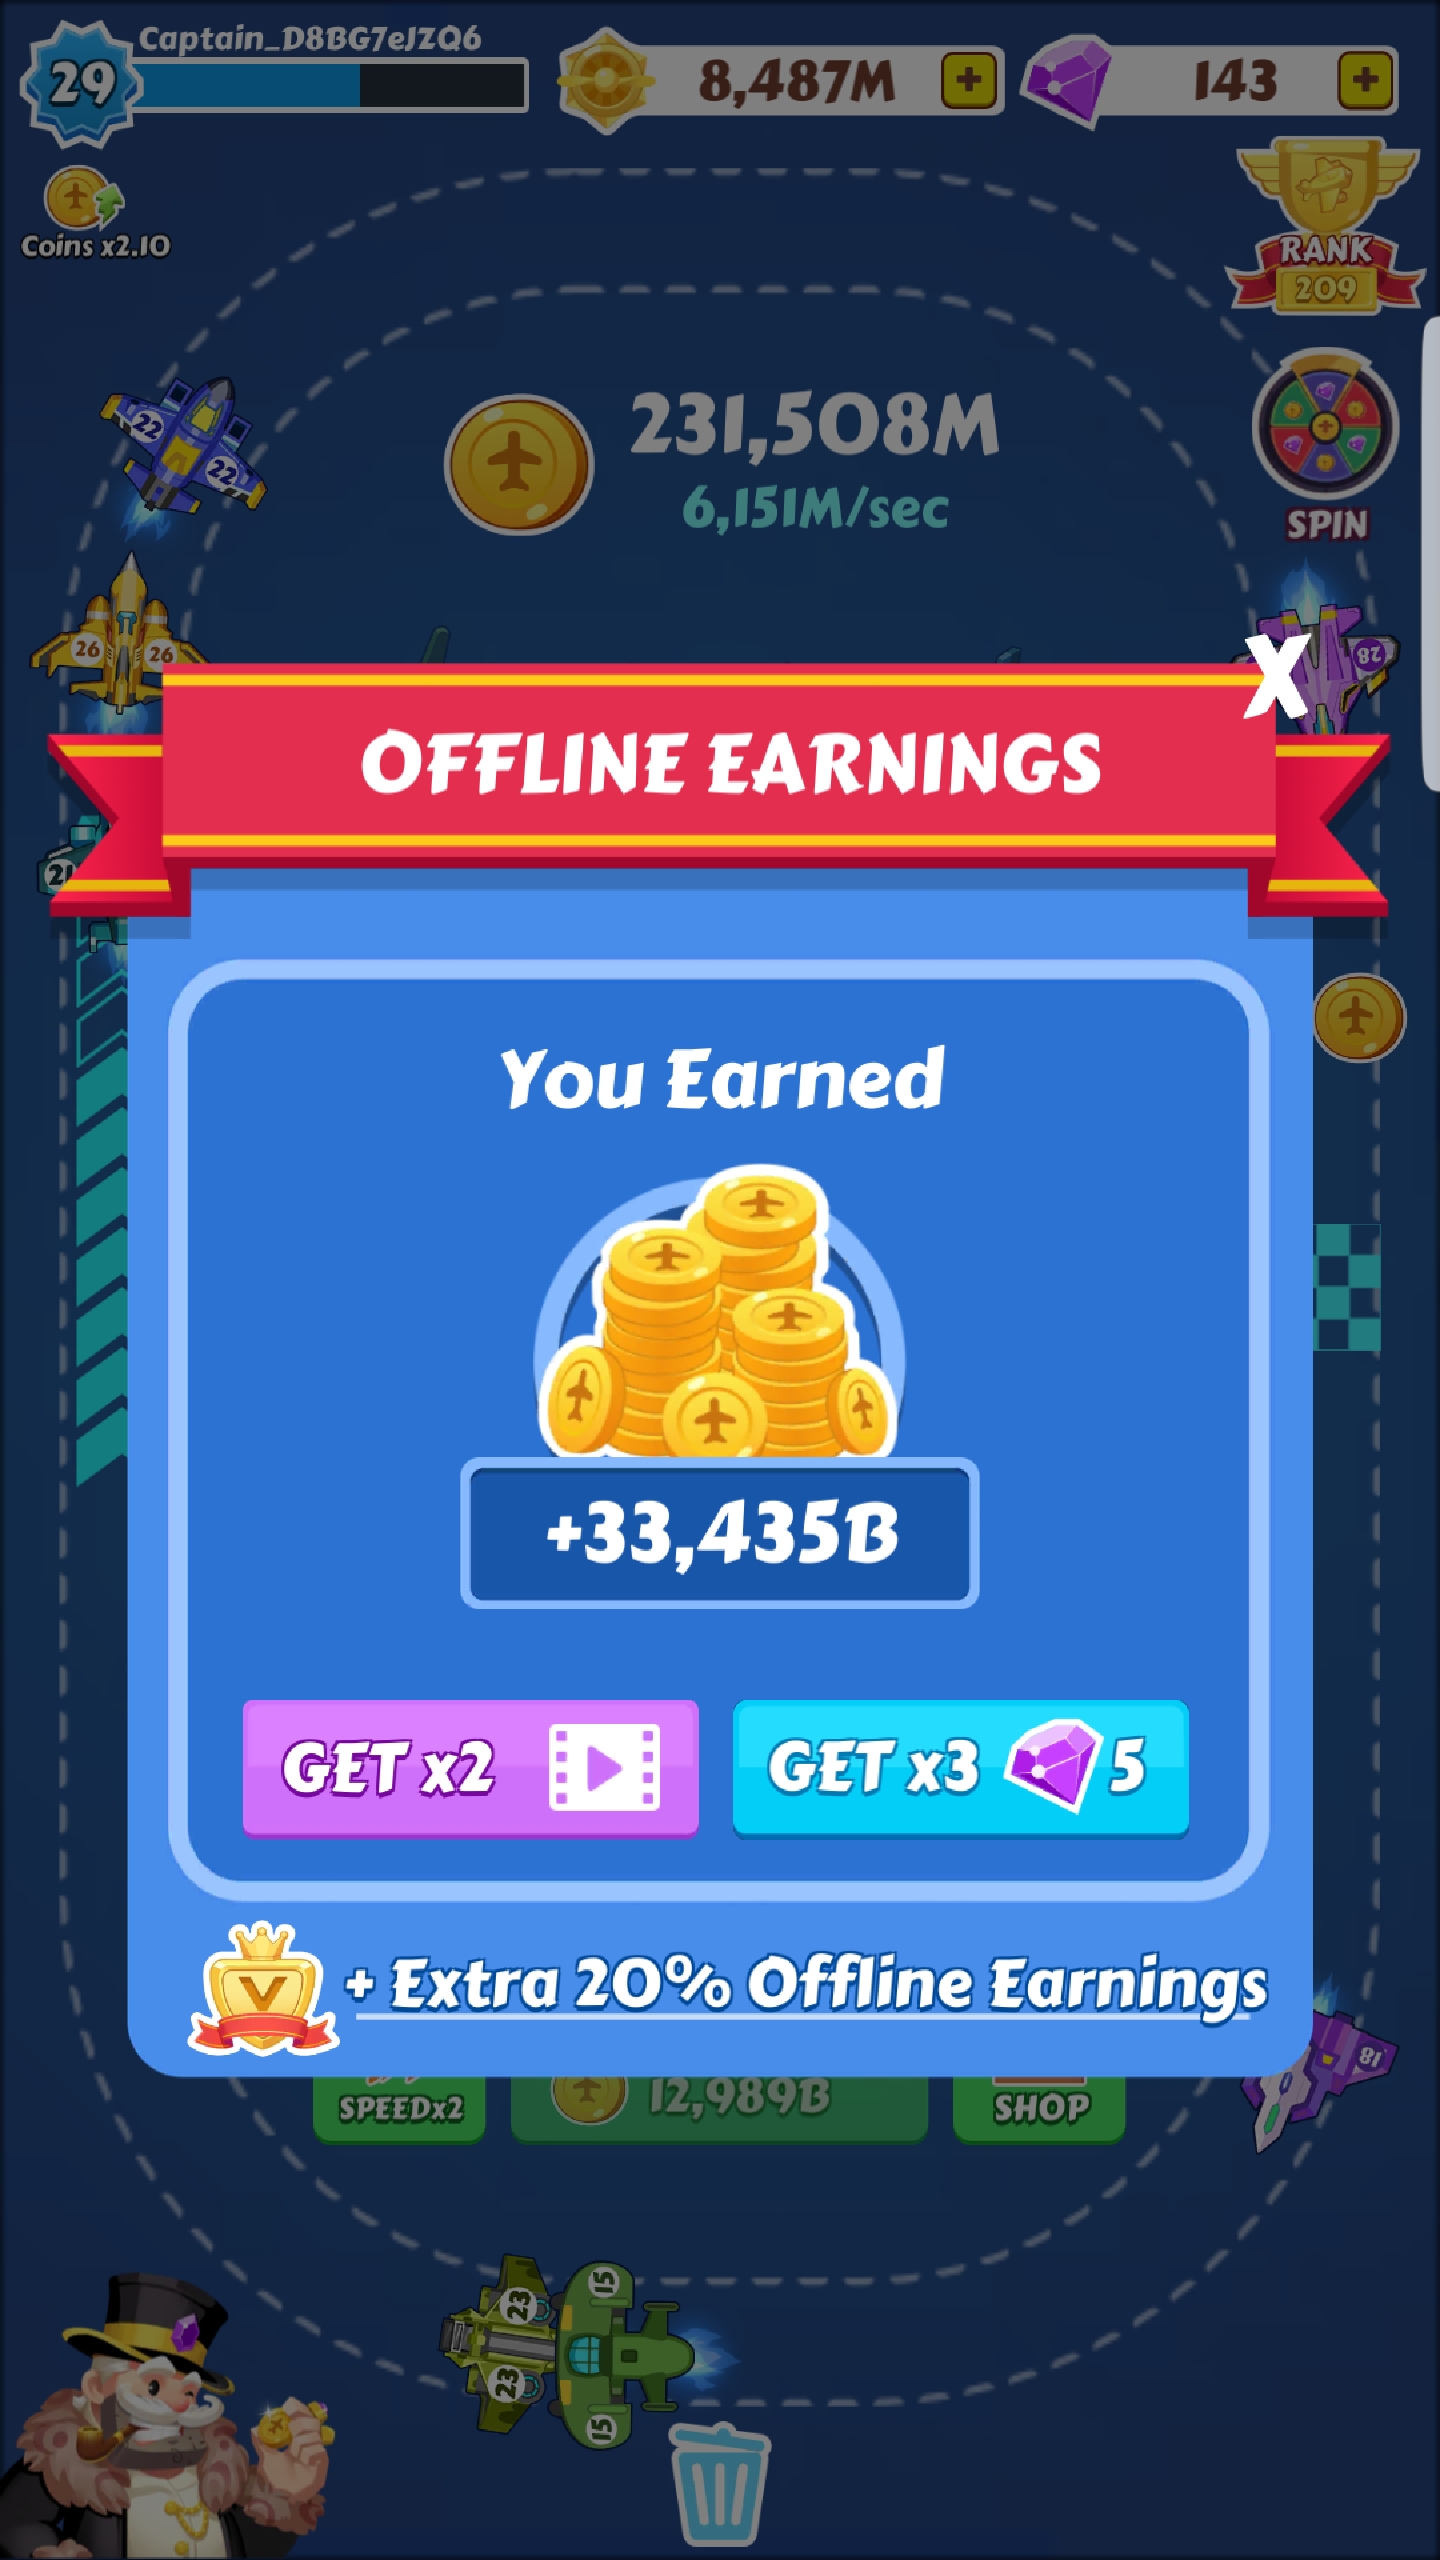 Captain_D8BG7eJZQ6
29
8,487M
143
Coins x2.10
RANK
209
231,508M
6,151M/sec
SPIN
22
22
26
26
28
OFFLINE EARNINGS
X
21
You Earned
+33,435B
GET x2
GET x3
5
V
+ Extra 20% Offline Earnings
SPEEDx2
12,989B
SHOP
18
23
15
23
15